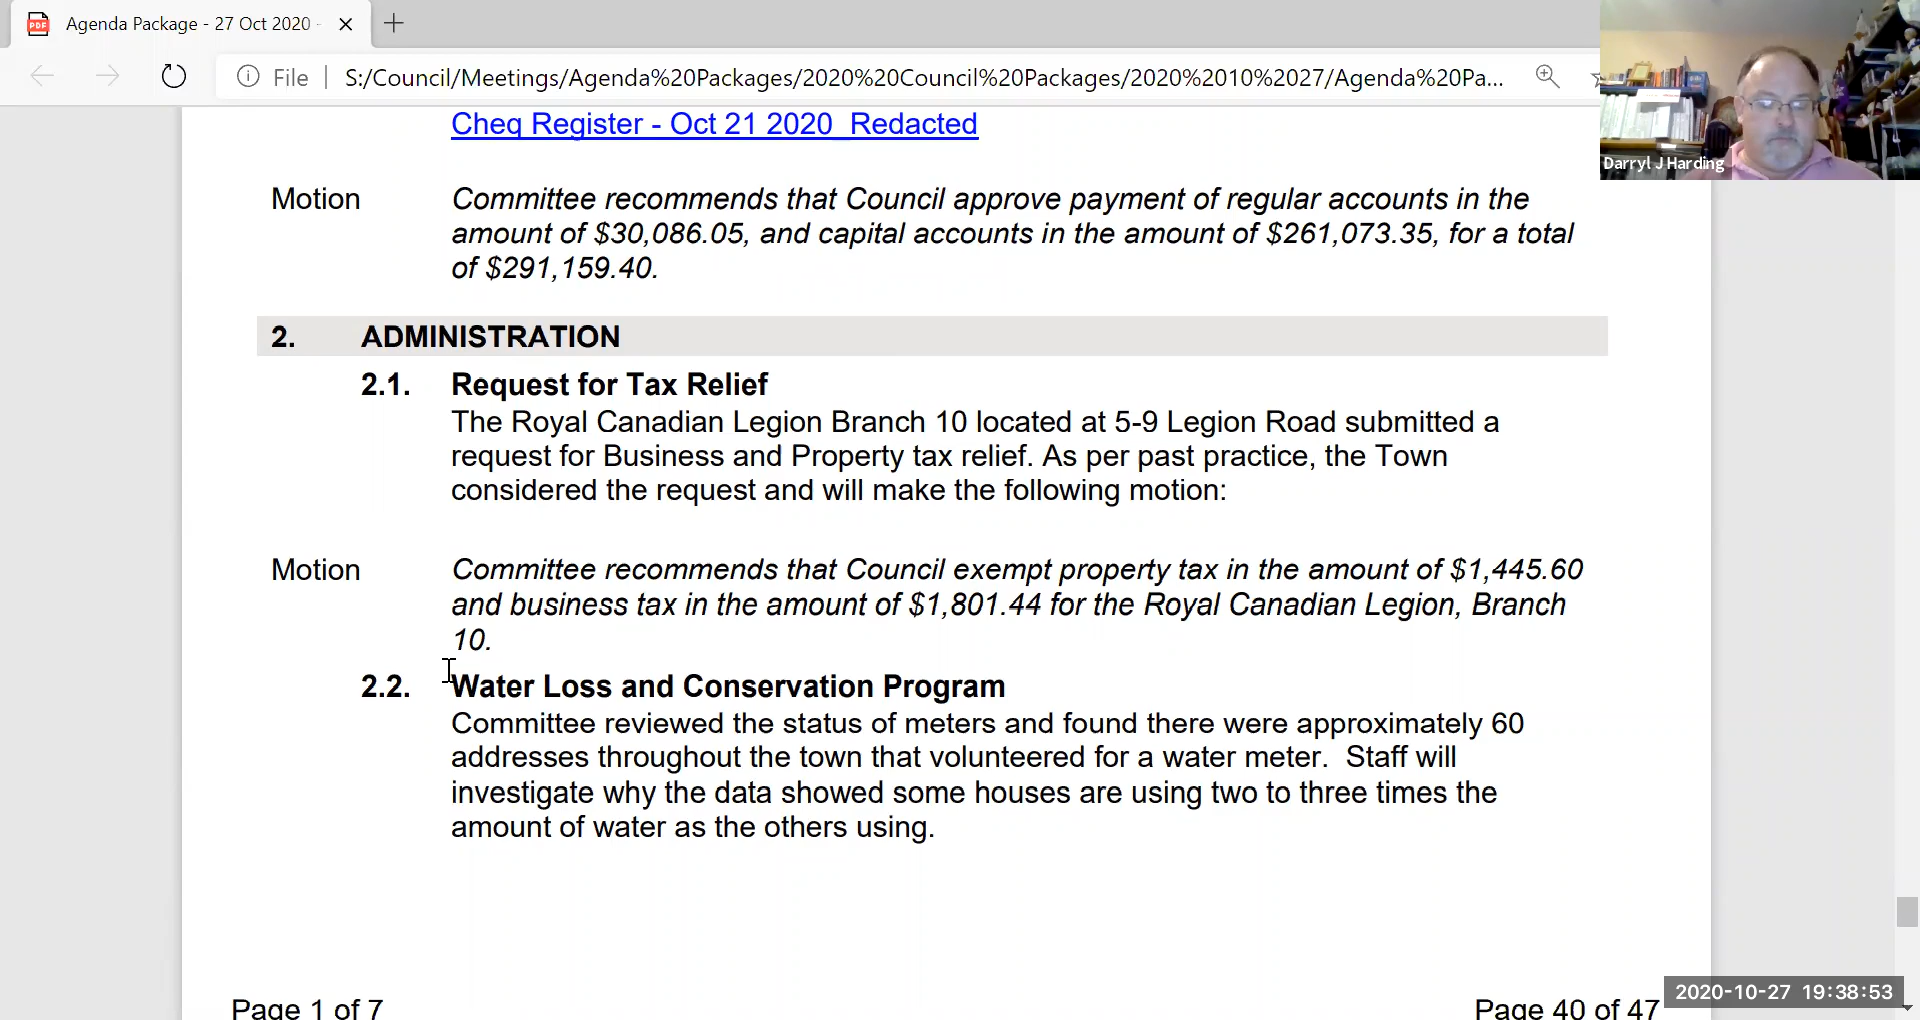 Agenda Package - 27 Oct 2020 -
File
S:/Council/Meetings/Agenda%20Packages/2020%20Council%20Packages/2020%2010%2027/Agenda%20Pa...
Darryl J Harding
Cheq Register - Oct 21 2020_Redacted
Motion Committee recommends that Council approve payment of regular accounts in the
amount of $30,086.05, and capital accounts in the amount of $261,073.35, for a total
of $291,159.40.
2. ADMINISTRATION
2.1. Request for Tax Relief
The Royal Canadian Legion Branch 10 located at 5-9 Legion Road submitted a
request for Business and Property tax relief. As per past practice, the Town
considered the request and will make the following motion:
Motion Committee recommends that Council exempt property tax in the amount of $1,445.60
and business tax in the amount of $1,801.44 for the Royal Canadian Legion, Branch
10.
2.2. Water Loss and Conservation Program
Committee reviewed the status of meters and found there were approximately 60
addresses throughout the town that volunteered for a water meter. Staff will
investigate why the data showed some houses are using two to three times the
amount of water as the others using.
Page 1 of 7 Page 40 of 47
2020-10-27 19:38:53